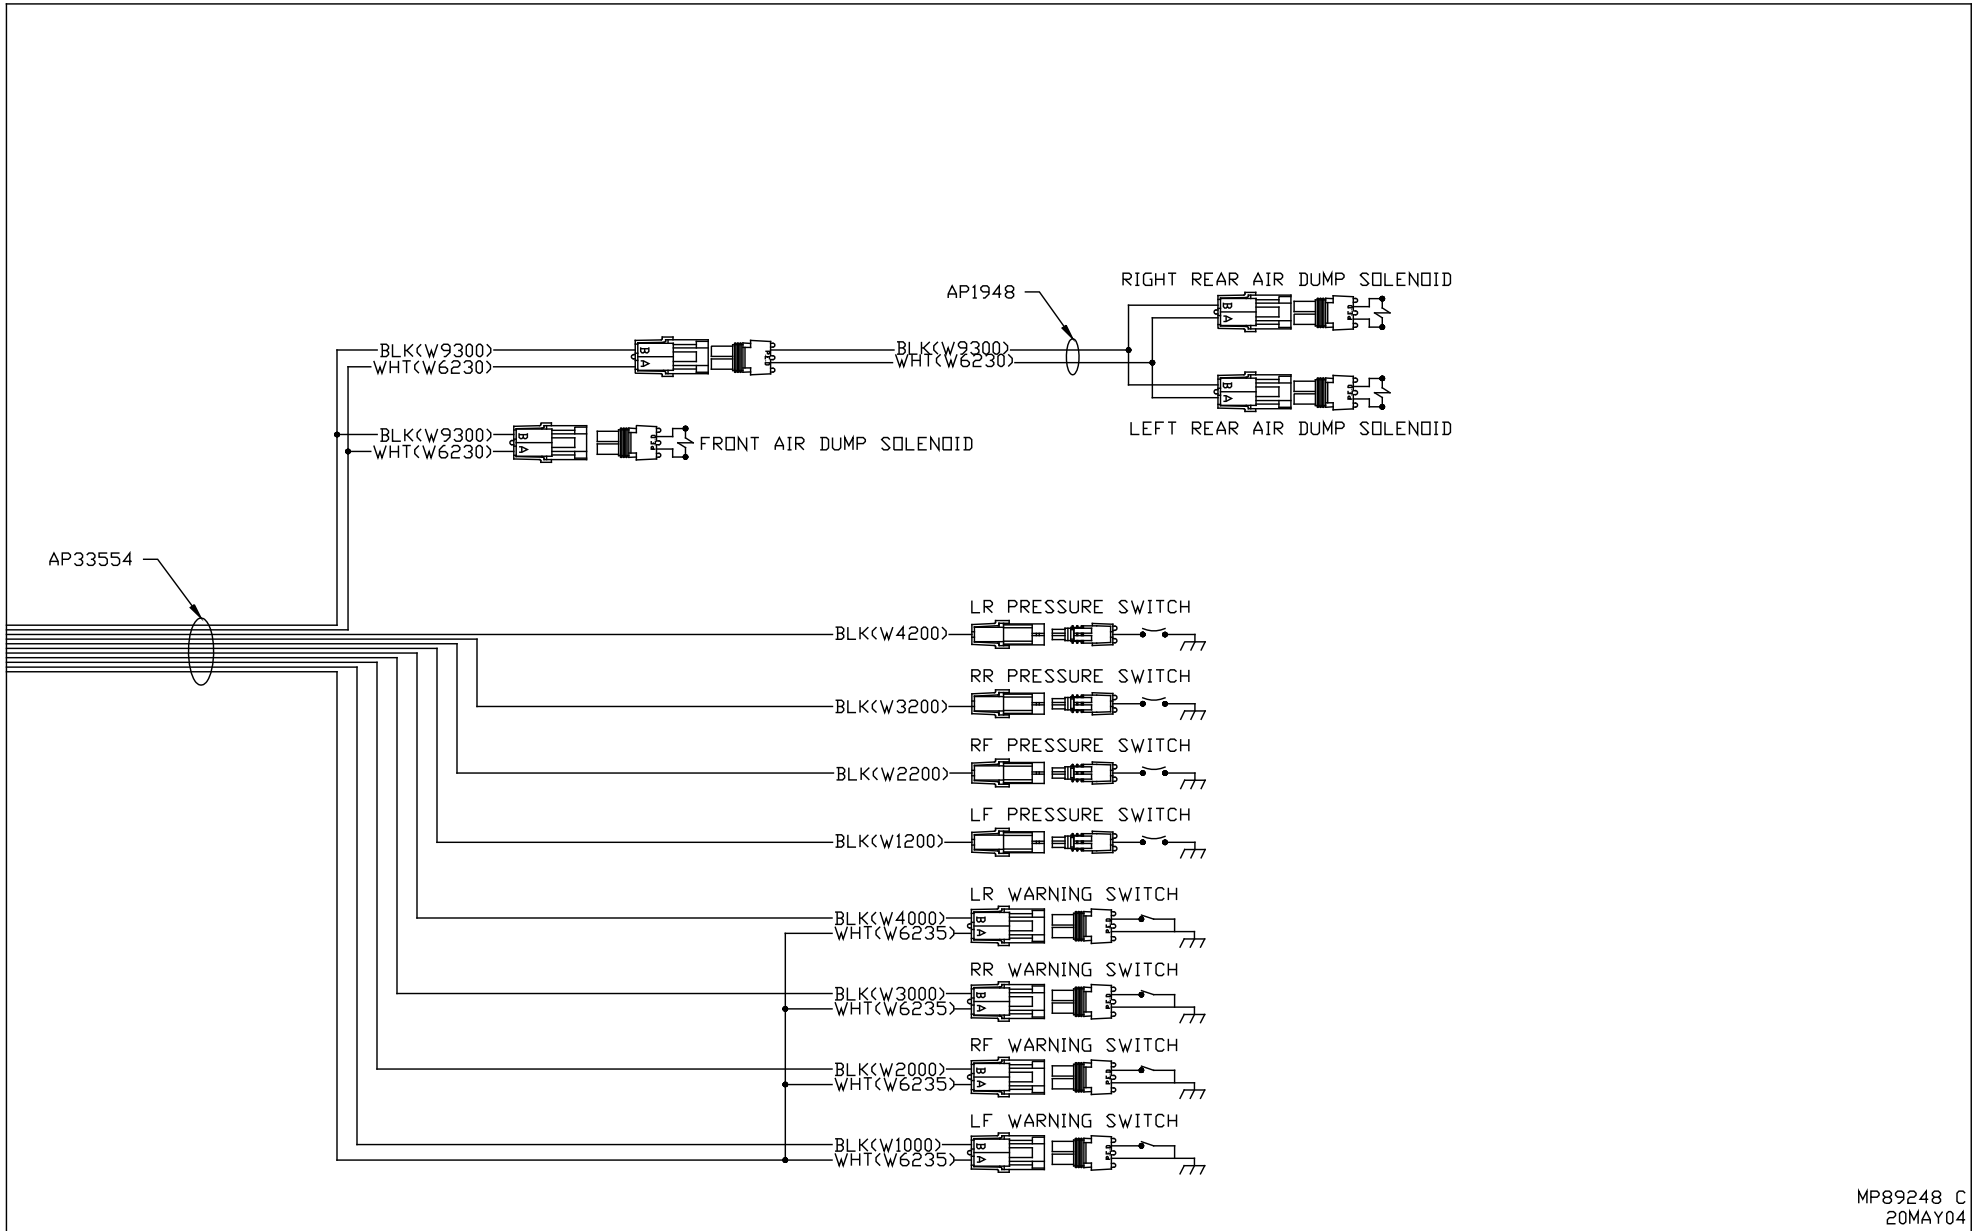 RIGHT REAR AIR DUMP SOLENOID
AP1948
B
A
BLK(W9300)
WHT(W6230)
B
A
BLK(W9300)
WHT(W6230)
B
A
LEFT REAR AIR DUMP SOLENOID
BLK(W9300)
WHT(W6230)
B
A
FRONT AIR DUMP SOLENOID
AP33554
LR PRESSURE SWITCH
BLK(W4200)
RR PRESSURE SWITCH
BLK(W3200)
RF PRESSURE SWITCH
BLK(W2200)
LF PRESSURE SWITCH
BLK(W1200)
LR WARNING SWITCH
BLK(W4000)
WHT(W6235)
B
A
RR WARNING SWITCH
BLK(W3000)
WHT(W6235)
B
A
RF WARNING SWITCH
BLK(W2000)
WHT(W6235)
B
A
LF WARNING SWITCH
BLK(W1000)
WHT(W6235)
B
A
MP89248 C
20MAY04